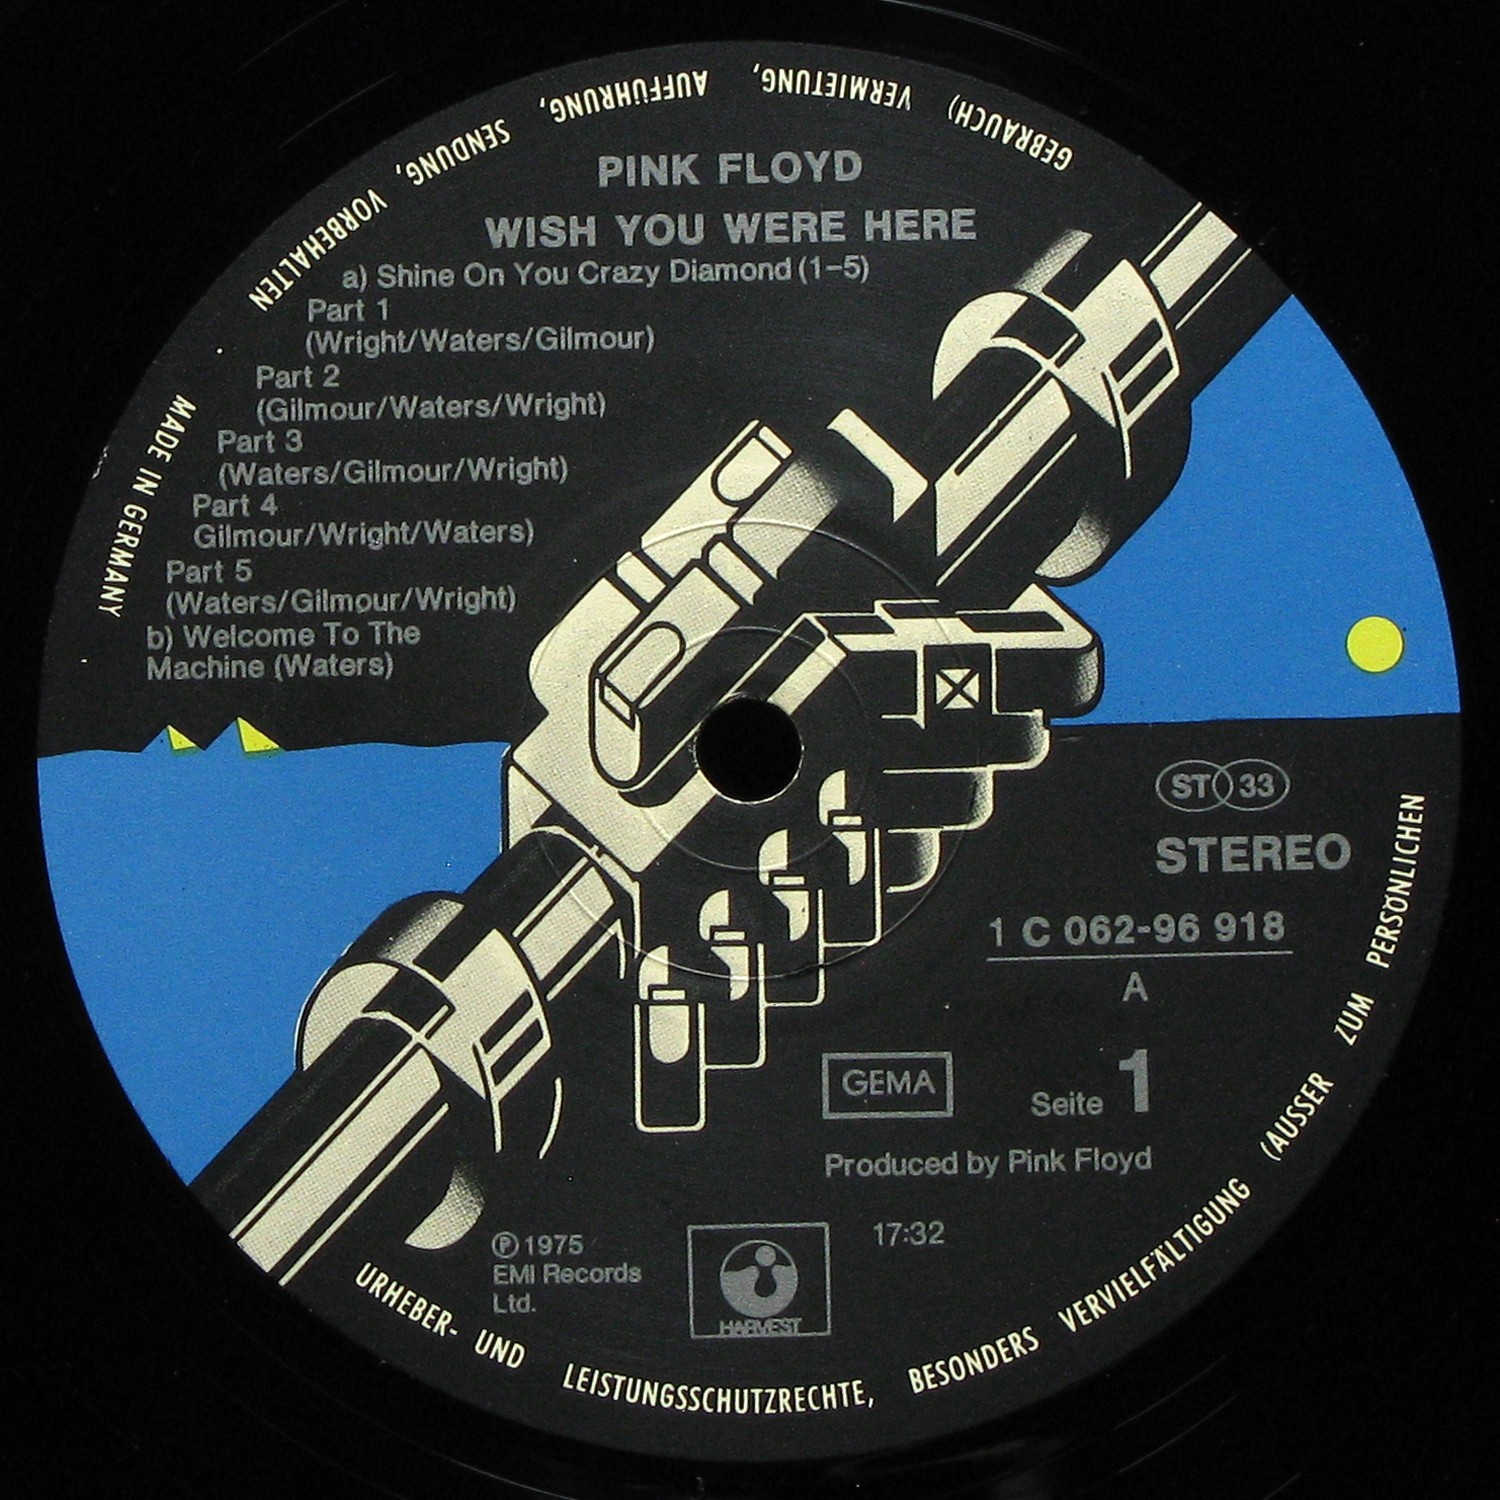 PINK FLOYD
WISH YOU WERE HERE
a) Shine On You Crazy Diamond (1-5)
Part 1
(Wright/Waters/Gilmour)
Part 2
(Gilmour/Waters/Wright)
Part 3
(Waters/Gilmour/Wright)
Part 4
Gilmour/Wright/Waters)
Part 5
(Waters/Gilmour/Wright)
b) Welcome To The
Machine (Waters)
ST 33
STEREO
1 C 062-96 918
A
GEMA
Seite 1
Produced by Pink Floyd
17:32
℗ 1975
EMI Records
Ltd.
HARVEST
MADE IN GERMANY
URHEBER- UND LEISTUNGSSCHUTZRECHTE, BESONDERS VERVIELFÄLTIGUNG (AUSSER ZUM PERSÖNLICHEN GEBRAUCH) VERMIETUNG, AUFFÜHRUNG, SENDUNG, VORBEHALTEN